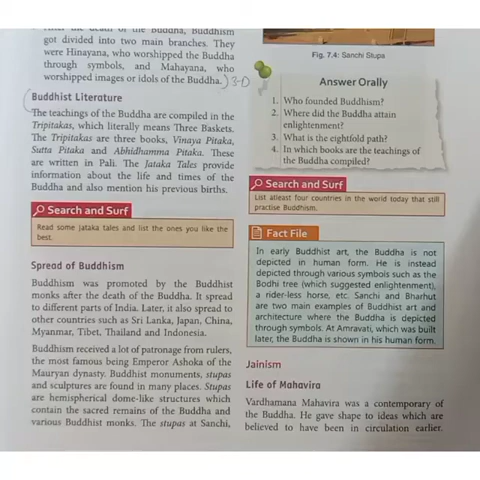 After the death of the Buddha, Buddhism
got divided into two main branches. They
were Hinayana, who worshipped the Buddha
through symbols, and Mahayana, who
worshipped images or idols of the Buddha.
Buddhist Literature
The teachings of the Buddha are compiled in the
Tripitakas, which literally means Three Baskets.
The Tripitakas are three books, Vinaya Pitaka,
Sutta Pitaka and Abhidhamma Pitaka. These
are written in Pali. The Jataka Tales provide
information about the life and times of the
Buddha and also mention his previous births.
Search and Surf
Read some Jataka tales and list the ones you like the
best.
Spread of Buddhism
Buddhism was promoted by the Buddhist
monks after the death of the Buddha. It spread
to different parts of India. Later, it also spread to
other countries such as Sri Lanka, Japan, China,
Myanmar, Tibet, Thailand and Indonesia.
Buddhism received a lot of patronage from rulers,
the most famous being Emperor Ashoka of the
Mauryan dynasty. Buddhist monuments, stupas
and sculptures are found in many places. Stupas
are hemispherical dome-like structures which
contain the sacred remains of the Buddha and
various Buddhist monks. The stupas at Sanchi,
Fig. 7.4: Sanchi Stupa
Answer Orally
1. Who founded Buddhism?
2. Where did the Buddha attain
enlightenment?
3. What is the eightfold path?
4. In which books are the teachings of
the Buddha compiled?
Search and Surf
List atleast four countries in the world today that still
practise Buddhism.
Fact File
In early Buddhist art, the Buddha is not
depicted in human form. He is instead
depicted through various symbols such as the
Bodhi tree (which suggested enlightenment),
a rider-less horse, etc. Sanchi and Bharhut
are two main examples of Buddhist art and
architecture where the Buddha is depicted
through symbols. At Amravati, which was built
later, the Buddha is shown in his human form.
Jainism
Life of Mahavira
Vardhamana Mahavira was a contemporary of
the Buddha. He gave shape to ideas which are
believed to have been in circulation earlier.